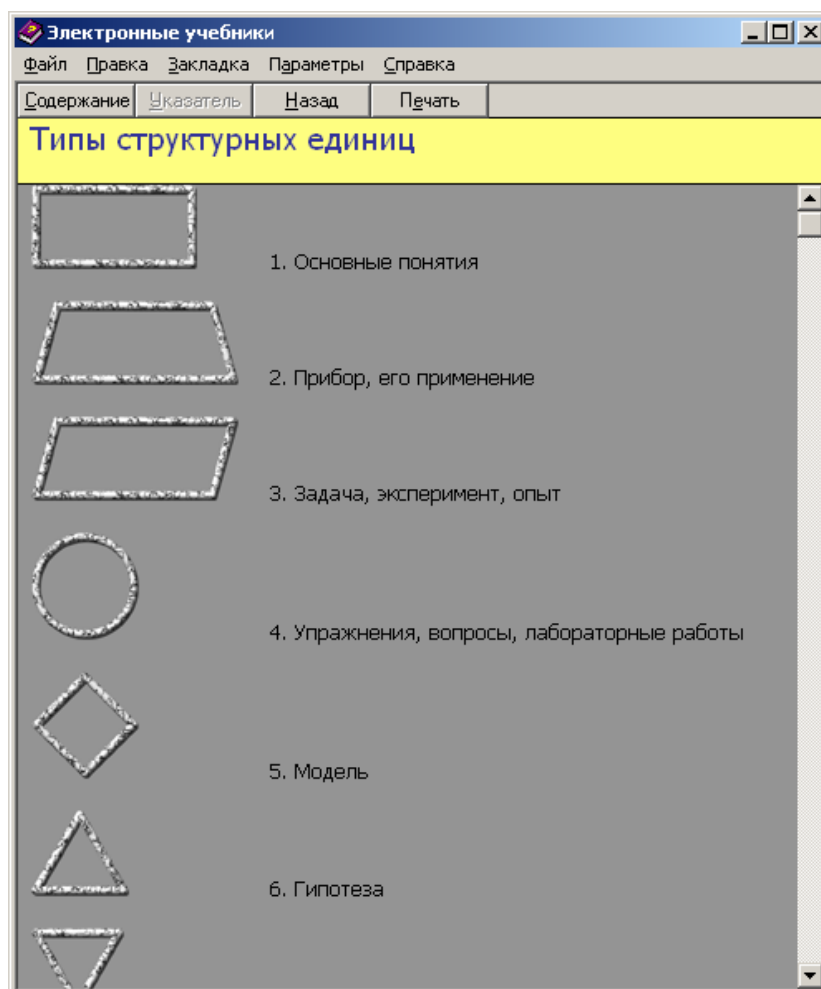 Электронные учебники
Файл Правка Закладка Параметры Справка
Содержание Указатель Назад Печать
Типы структурных единиц
1. Основные понятия
2. Прибор, его применение
3. Задача, эксперимент, опыт
4. Упражнения, вопросы, лабораторные работы
5. Модель
6. Гипотеза